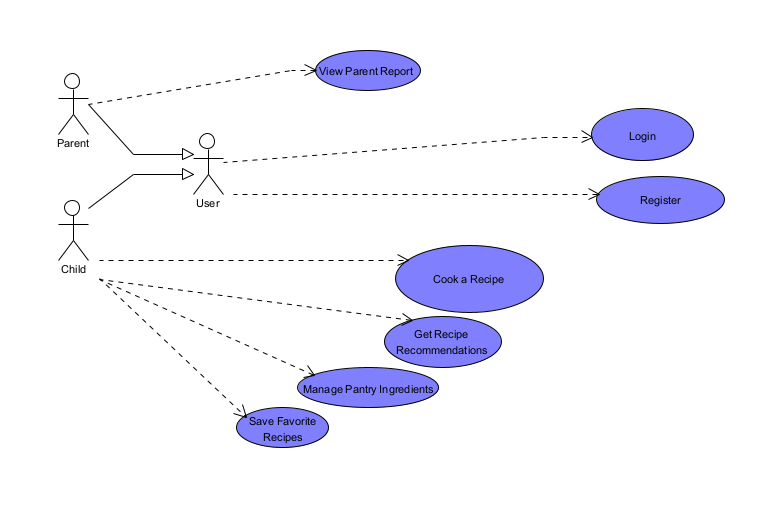 View Parent Report
Parent
Login
User
Register
Child
Cook a Recipe
Get Recipe
Recommendations
Manage Pantry Ingredients
Save Favorite
Recipes